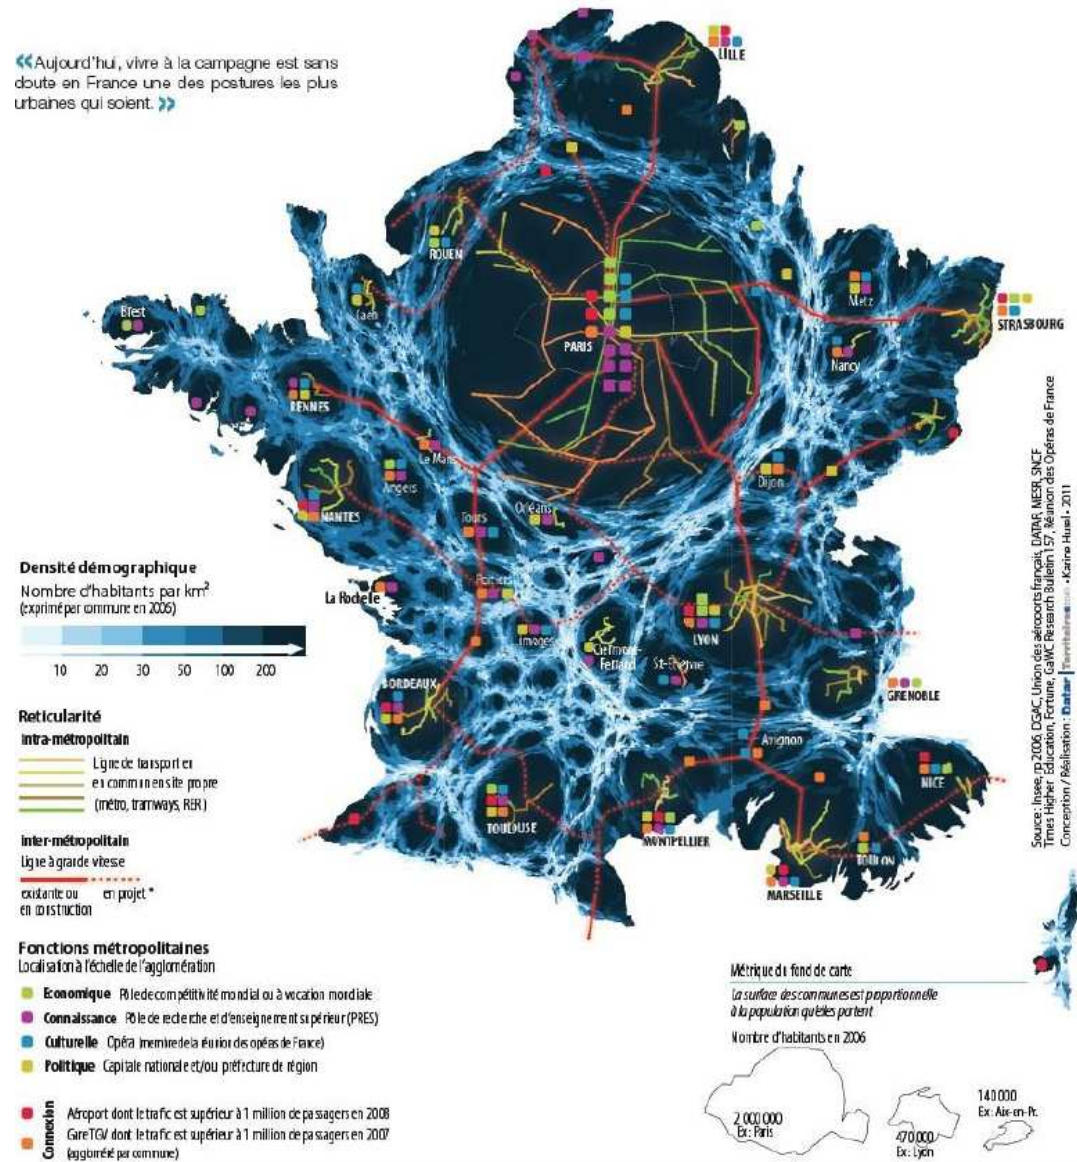 «Aujourd'hui, vivre à la campagne est sans
doute en France une des postures les plus
urbaines qui soient. »
LILLE
ROUEN
Caen
Metz
STRASBOURG
Brest
PARIS
Nancy
RENNES
Le Mans
Angers
Dijon
NANTES
Orléans
Tours
La Rochelle
Poitiers
LYON
Limoges
Clermont-
Ferrand
St-Etienne
BORDEAUX
GRENOBLE
Avignon
NICE
TOULOUSE
MONTPELLIER
TOULON
MARSEILLE
Densité démographique
Nombre d'habitants par km²
(exprimé par commune en 2006)
10 20 30 50 100 200
Reticularité
intra-métropolitain
Ligne de transport en
en commun en site propre
(métro, tramways, RER)
inter-métropolitain
Ligne à grande vitesse
existante ou en projet *
en construction
Fonctions métropolitaines
Localisation à l'échelle de l'agglomération
Economique Pôle de compétitivité mondial ou à vocation mondiale
Connaissance Pôle de recherche et d'enseignement supérieur (PRES)
Culturelle Opéra (membre de la réunion des opéras de France)
Politique Capitale nationale et/ou préfecture de région
Connexion
Aéroport dont le trafic est supérieur à 1 million de passagers en 2008
Gare TGV dont le trafic est supérieur à 1 million de passagers en 2007
(aggloméré par commune)
Métrique du fond de carte
La surface des communes est proportionnelle
à la population qu'elles portent
Nombre d'habitants en 2006
2 000 000
Ex: Paris
470 000
Ex: Lyon
140 000
Ex: Aix-en-Pr.
Source: Insee, rp 2006, DGAC, Union des aéroports français, DATAR, MESR, SNCF
Times Higher Education, Fortune, GaWC Research Bulletin 157, Réunion des Opéras de France
Conception / Réalisation: Datar | Territoires • Karine Hurel • 2011